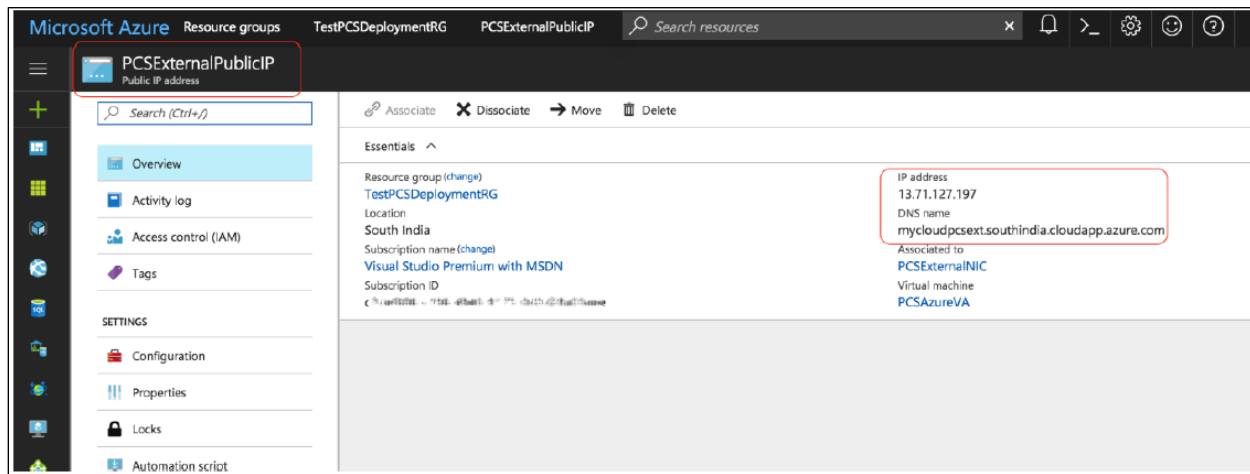 Microsoft Azure Resource groups TestPCSDeploymentRG PCSExternalPublicIP Search resources
PCSExternalPublicIP
Public IP address
Search (Ctrl+/)
Overview
Activity log
Access control (IAM)
Tags
SETTINGS
Configuration
Properties
Locks
Automation script
Associate Dissociate Move Delete
Essentials
Resource group (change)
TestPCSDeploymentRG
Location
South India
Subscription name (change)
Visual Studio Premium with MSDN
Subscription ID
IP address
13.71.127.197
DNS name
mycloudpcsext.southindia.cloudapp.azure.com
Associated to
PCSExternalNIC
Virtual machine
PCSAzureVA